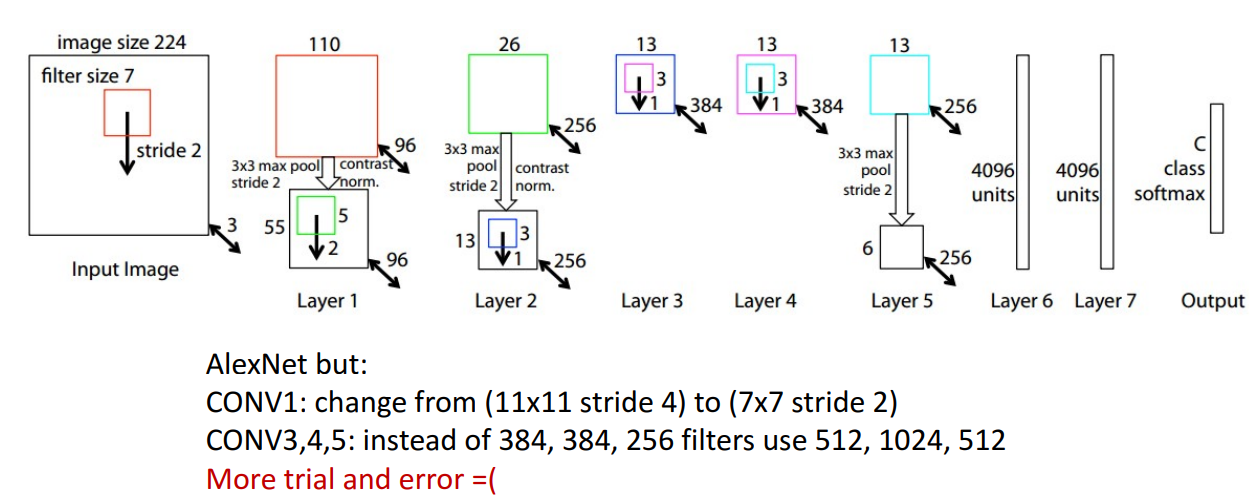 image size 224
filter size 7
stride 2
3
Input Image
110
96
3x3 max pool
stride 2
contrast
norm.
55
5
2
96
Layer 1
26
256
3x3 max
pool
stride 2
contrast
norm.
13
3
1
256
Layer 2
13
3
1
384
Layer 3
13
3
1
384
Layer 4
13
256
3x3 max
pool
stride 2
6
256
Layer 5
4096
units
Layer 6
4096
units
Layer 7
C
class
softmax
Output
AlexNet but:
CONV1: change from (11x11 stride 4) to (7x7 stride 2)
CONV3,4,5: instead of 384, 384, 256 filters use 512, 1024, 512
More trial and error =(